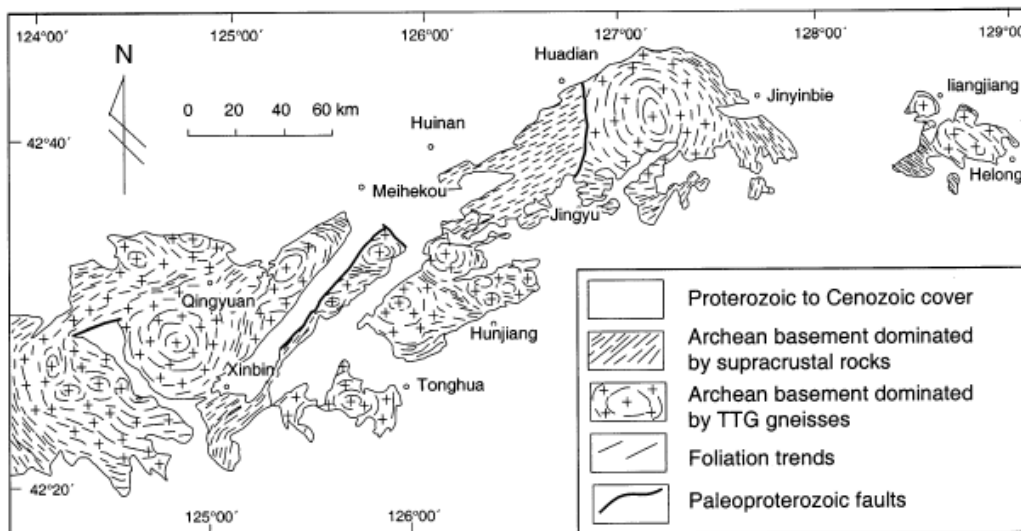 124°00′ 125°00′ 126°00′ 127°00′ 128°00′ 129°00′
N
Huadian
0 20 40 60 km
Jinyinbie
liangjiang
Huinan
42°40′
Helong
Meihekou
Jingyu
Qingyuan
Hunjiang
Xinbin
Tonghua
42°20′
125°00′ 126°00′
Proterozoic to Cenozoic cover
Archean basement dominated
by supracrustal rocks
Archean basement dominated
by TTG gneisses
Foliation trends
Paleoproterozoic faults